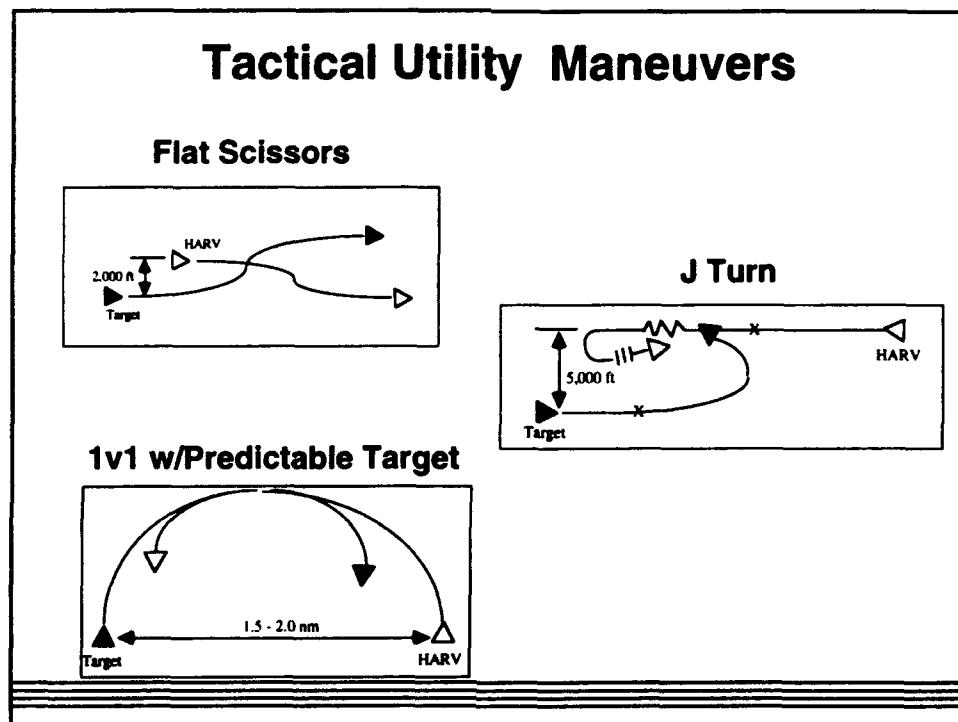 Tactical Utility Maneuvers
Flat Scissors
HARV
2,000 ft
Target
J Turn
HARV
5,000 ft
Target
1v1 w/Predictable Target
1.5 - 2.0 nm
Target
HARV